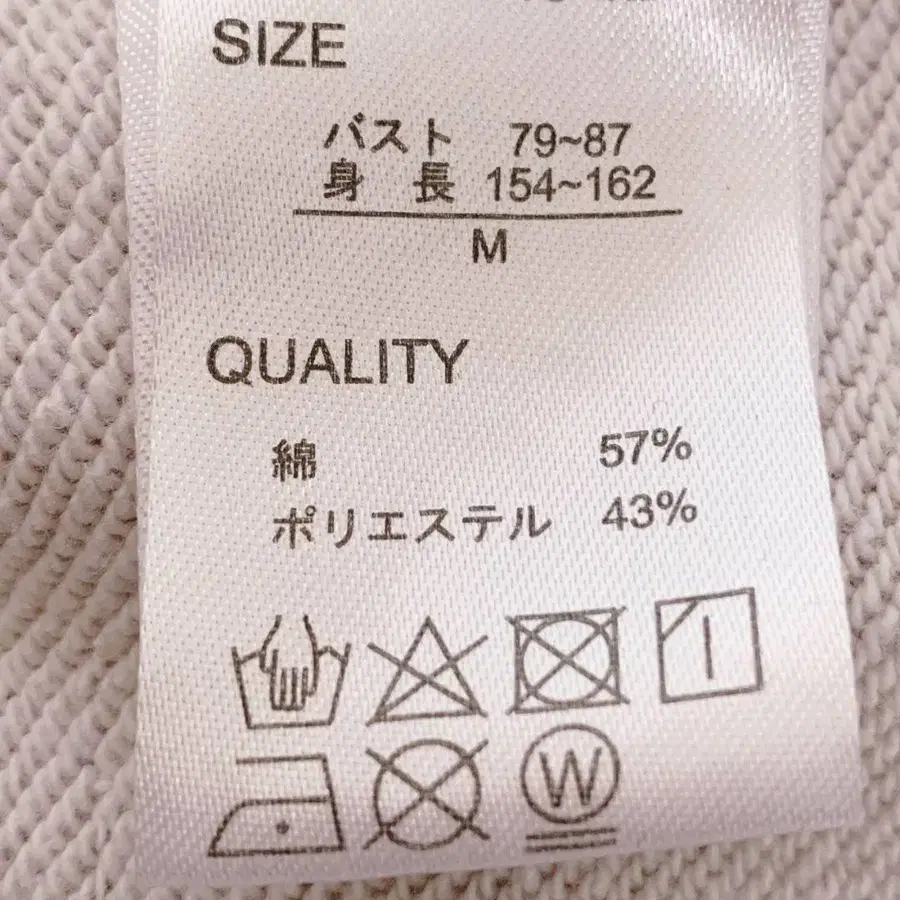 SIZE
バスト 79~87
身長 154~162
M
QUALITY
綿 57%
ポリエステル 43%
W